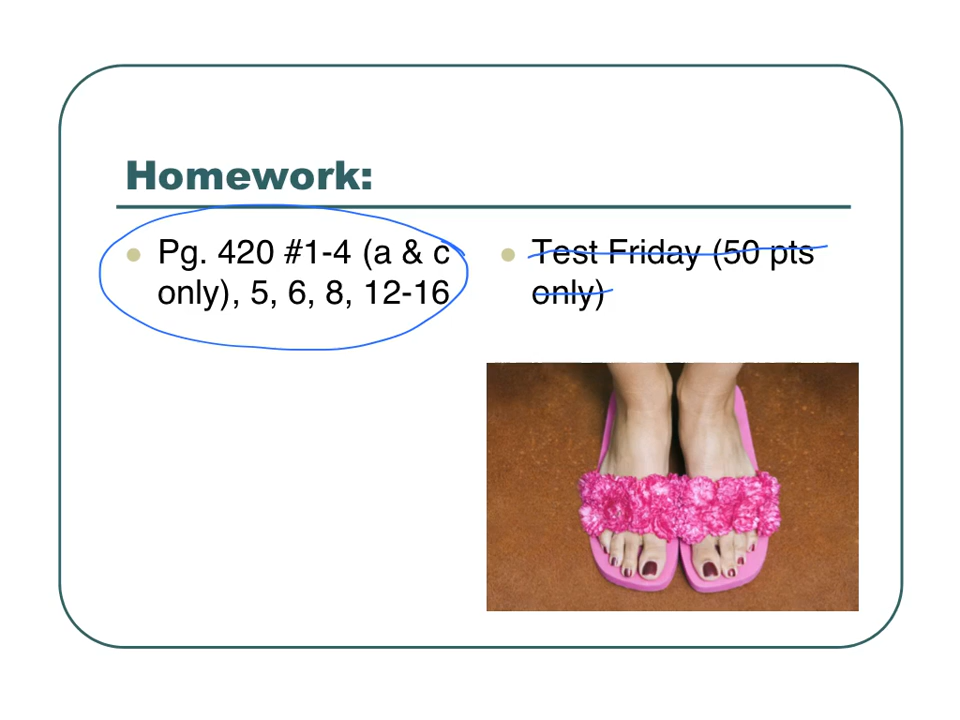 Homework:
Pg. 420 #1-4 (a & c
only), 5, 6, 8, 12-16
Test Friday (50 pts
only)